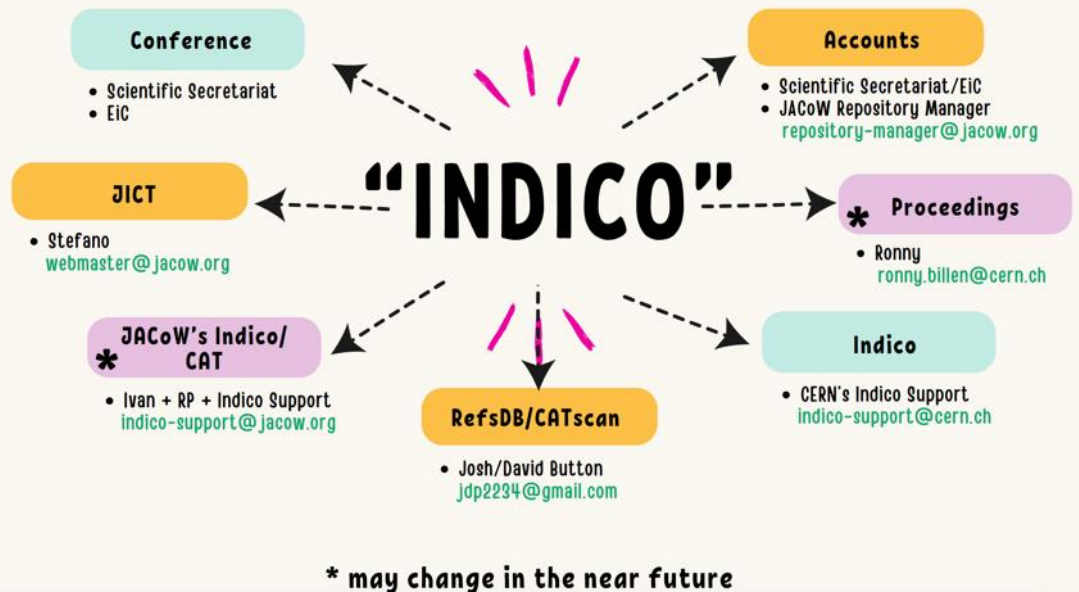 Conference
• Scientific Secretariat
• EiC
Accounts
• Scientific Secretariat/EiC
• JACoW Repository Manager
repository-manager@jacow.org
JICT
• Stefano
webmaster@jacow.org
"INDICO"
* Proceedings
• Ronny
ronny.billen@cern.ch
JACoW's Indico/
* CAT
• Ivan + RP + Indico Support
indico-support@jacow.org
RefsDB/CATscan
• Josh/David Button
jdp2234@gmail.com
Indico
• CERN's Indico Support
indico-support@cern.ch
* may change in the near future